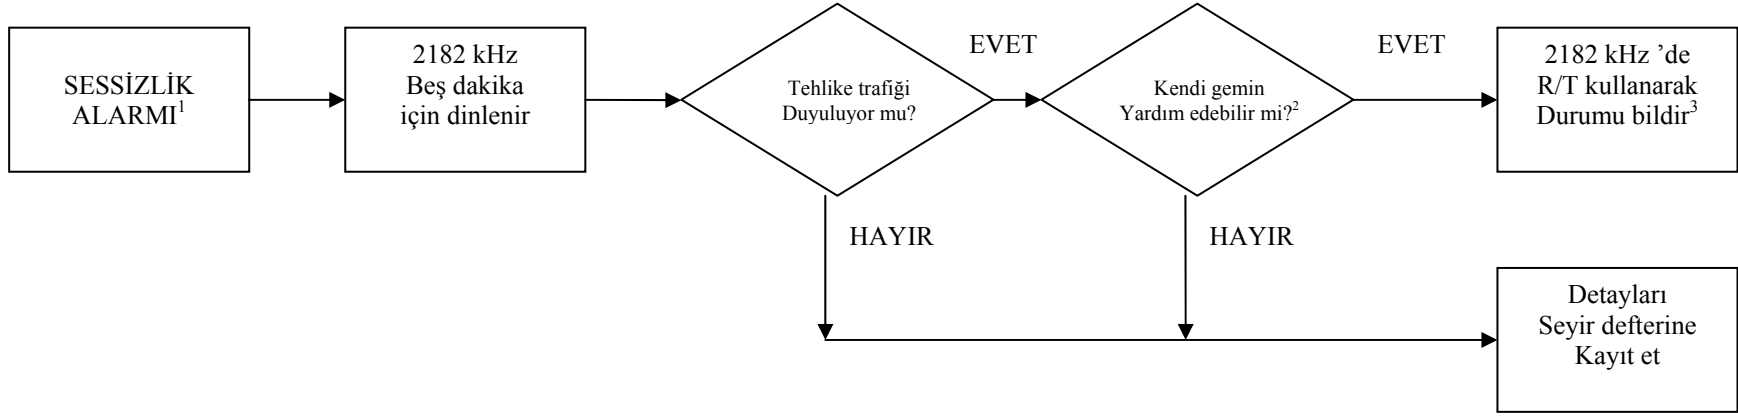 SESSİZLİK
ALARMI¹
2182 kHz
Beş dakika
için dinlenir
Tehlike trafiği
Duyuluyor mu?
EVET
HAYIR
Kendi gemin
Yardım edebilir mi?²
EVET
HAYIR
2182 kHz ’de
R/T kullanarak
Durumu bildir³
Detayları
Seyir defterine
Kayıt et